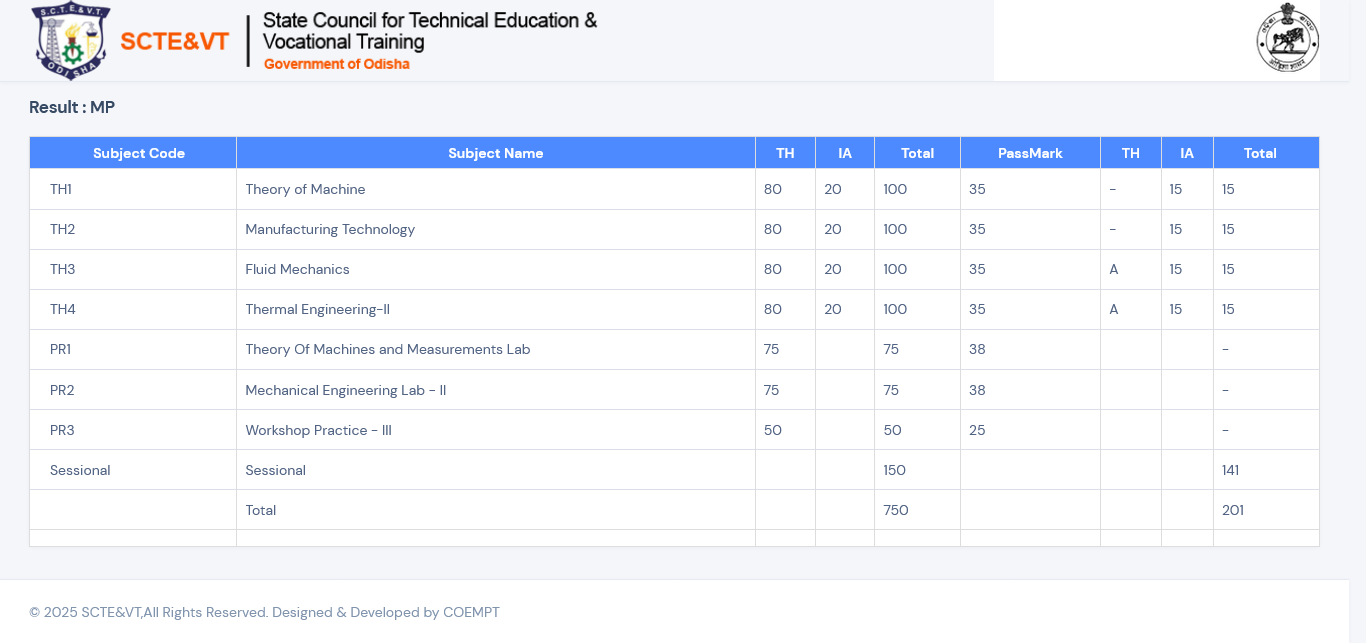 S.C.T.E.&V.T.
ODISHA
SCTE&VT
State Council for Technical Education &
Vocational Training
Government of Odisha
Result : MP
Subject Code Subject Name TH IA Total PassMark TH IA Total
TH1 Theory of Machine 80 20 100 35 - 15 15
TH2 Manufacturing Technology 80 20 100 35 - 15 15
TH3 Fluid Mechanics 80 20 100 35 A 15 15
TH4 Thermal Engineering-II 80 20 100 35 A 15 15
PR1 Theory Of Machines and Measurements Lab 75 75 38 -
PR2 Mechanical Engineering Lab - II 75 75 38 -
PR3 Workshop Practice - III 50 50 25 -
Sessional Sessional 150 141
Total 750 201
© 2025 SCTE&VT,All Rights Reserved. Designed & Developed by COEMPT